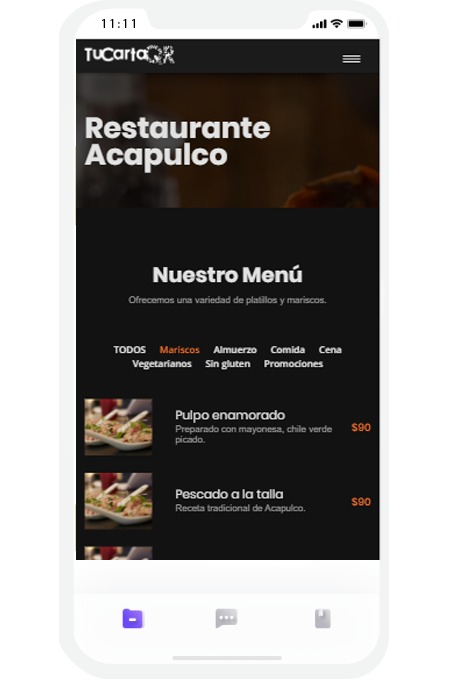 11:11
TuCartaQR
Restaurante
Acapulco
Nuestro Menú
Ofrecemos una variedad de platillos y mariscos.
TODOS Mariscos Almuerzo Comida Cena
Vegetarianos Sin gluten Promociones
Pulpo enamorado
Preparado con mayonesa, chile verde
picado.
$90
Pescado a la talla
Receta tradicional de Acapulco.
$90